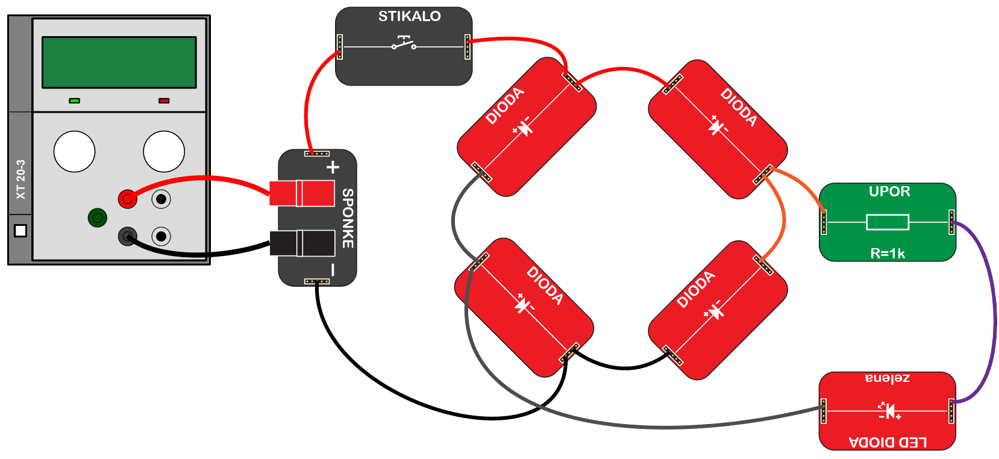 STIKALO
DIODA
DIODA
XT 20-3
+
SPONKE
−
UPOR
R=1k
DIODA
DIODA
zelena
LED DIODA